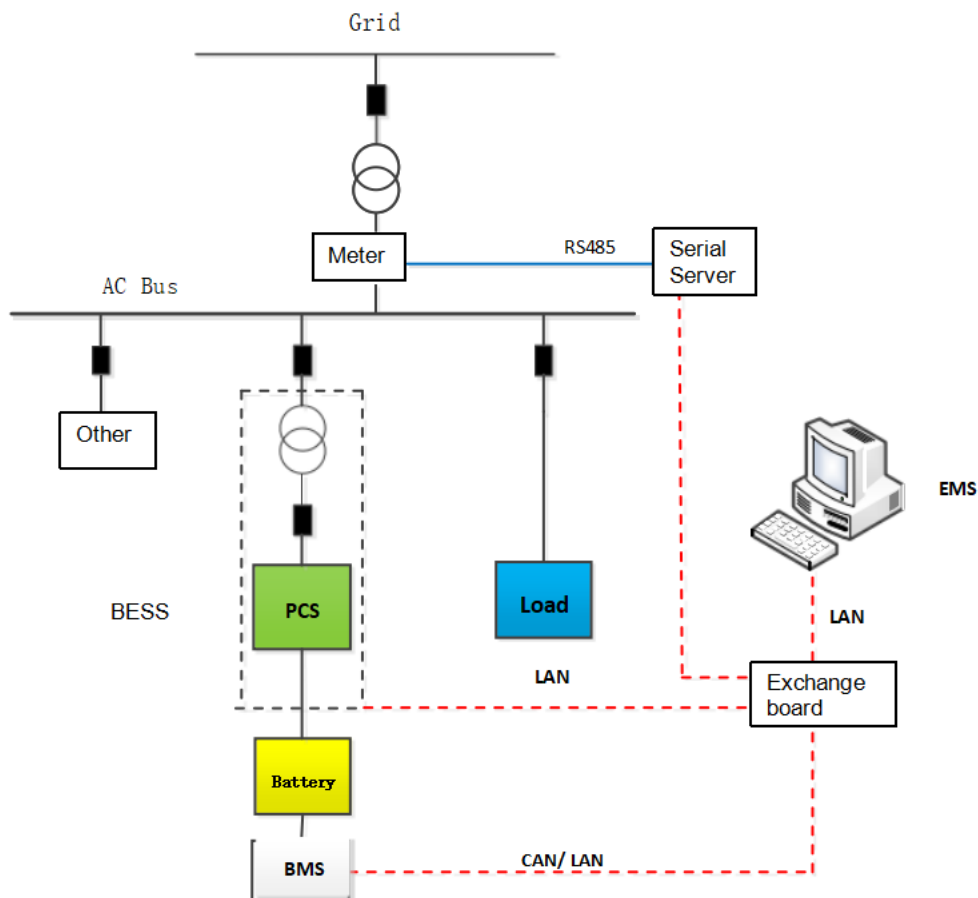 Grid
Meter
RS485
Serial
Server
AC Bus
Other
EMS
BESS
PCS
Load
LAN
LAN
Exchange
board
Battery
BMS
CAN/ LAN